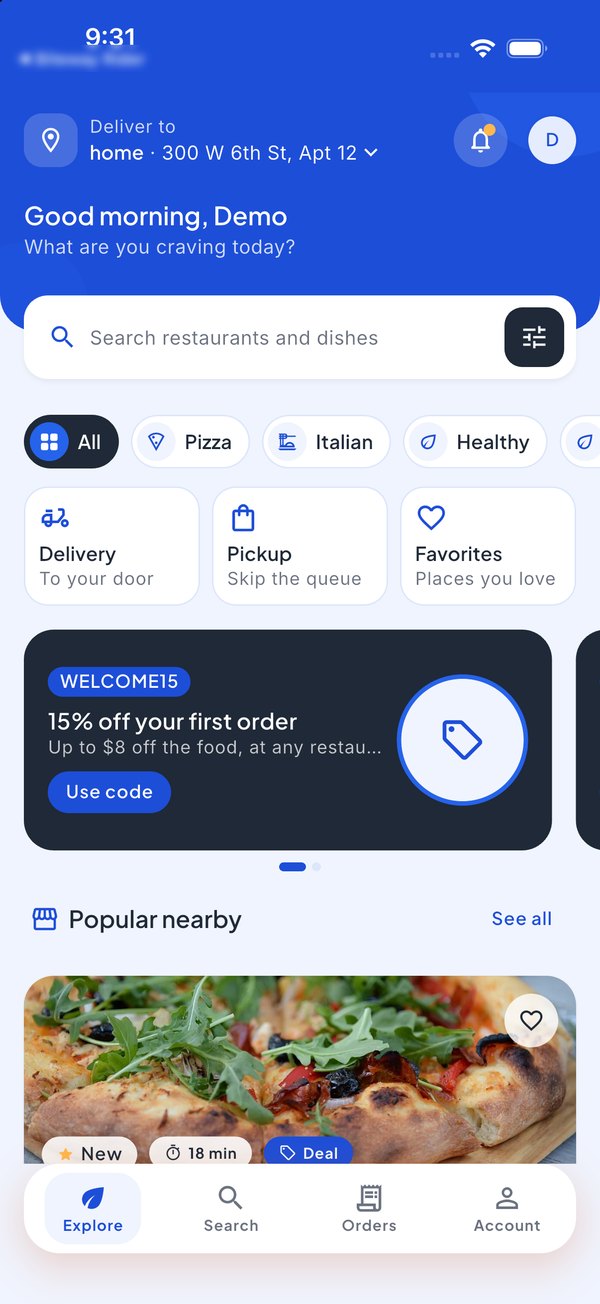 9:31
Deliver to
home · 300 W 6th St, Apt 12
D
Good morning, Demo
What are you craving today?
Search restaurants and dishes
All
Pizza
Italian
Healthy
Delivery
To your door
Pickup
Skip the queue
Favorites
Places you love
WELCOME15
15% off your first order
Up to $8 off the food, at any restau...
Use code
Popular nearby
See all
New
18 min
Deal
Explore
Search
Orders
Account